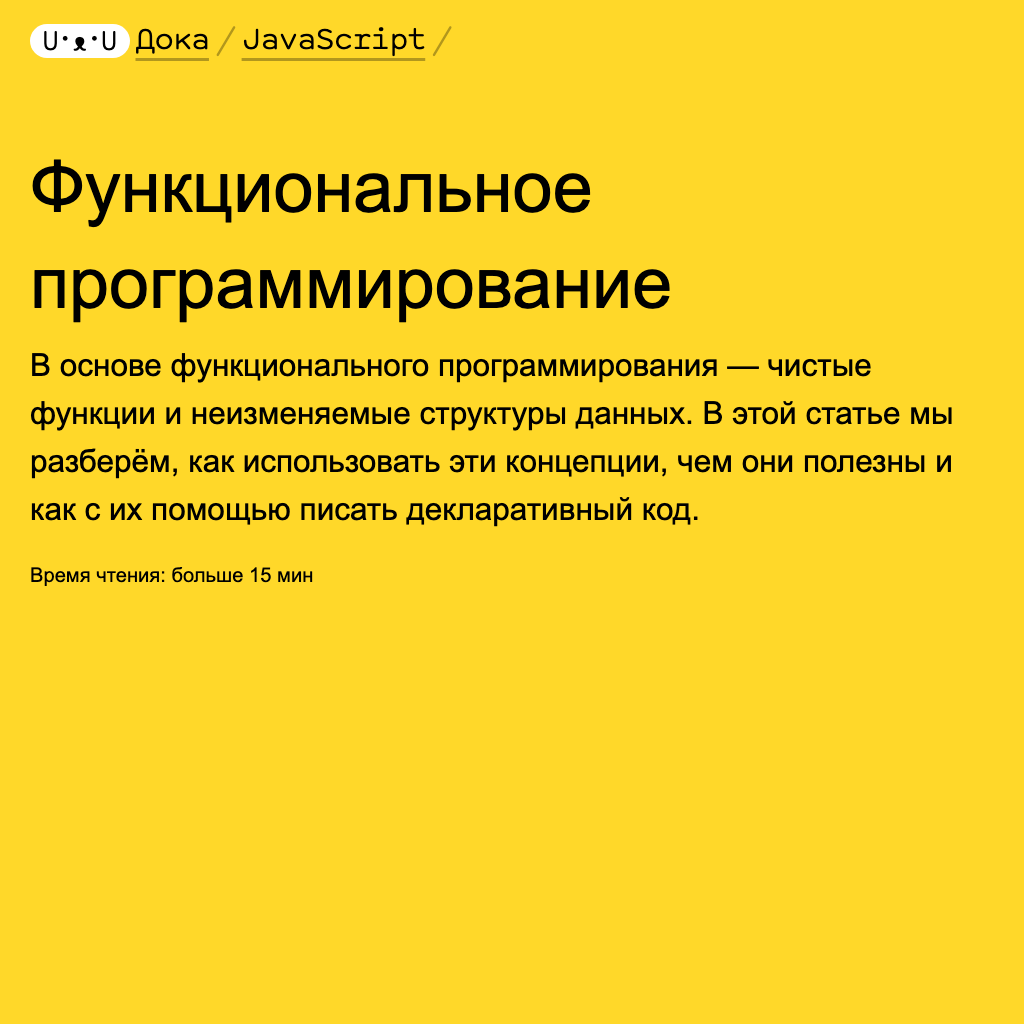 U·ᴥ·U Дока / JavaScript /
Функциональное
программирование
В основе функционального программирования — чистые
функции и неизменяемые структуры данных. В этой статье мы
разберём, как использовать эти концепции, чем они полезны и
как с их помощью писать декларативный код.
Время чтения: больше 15 мин